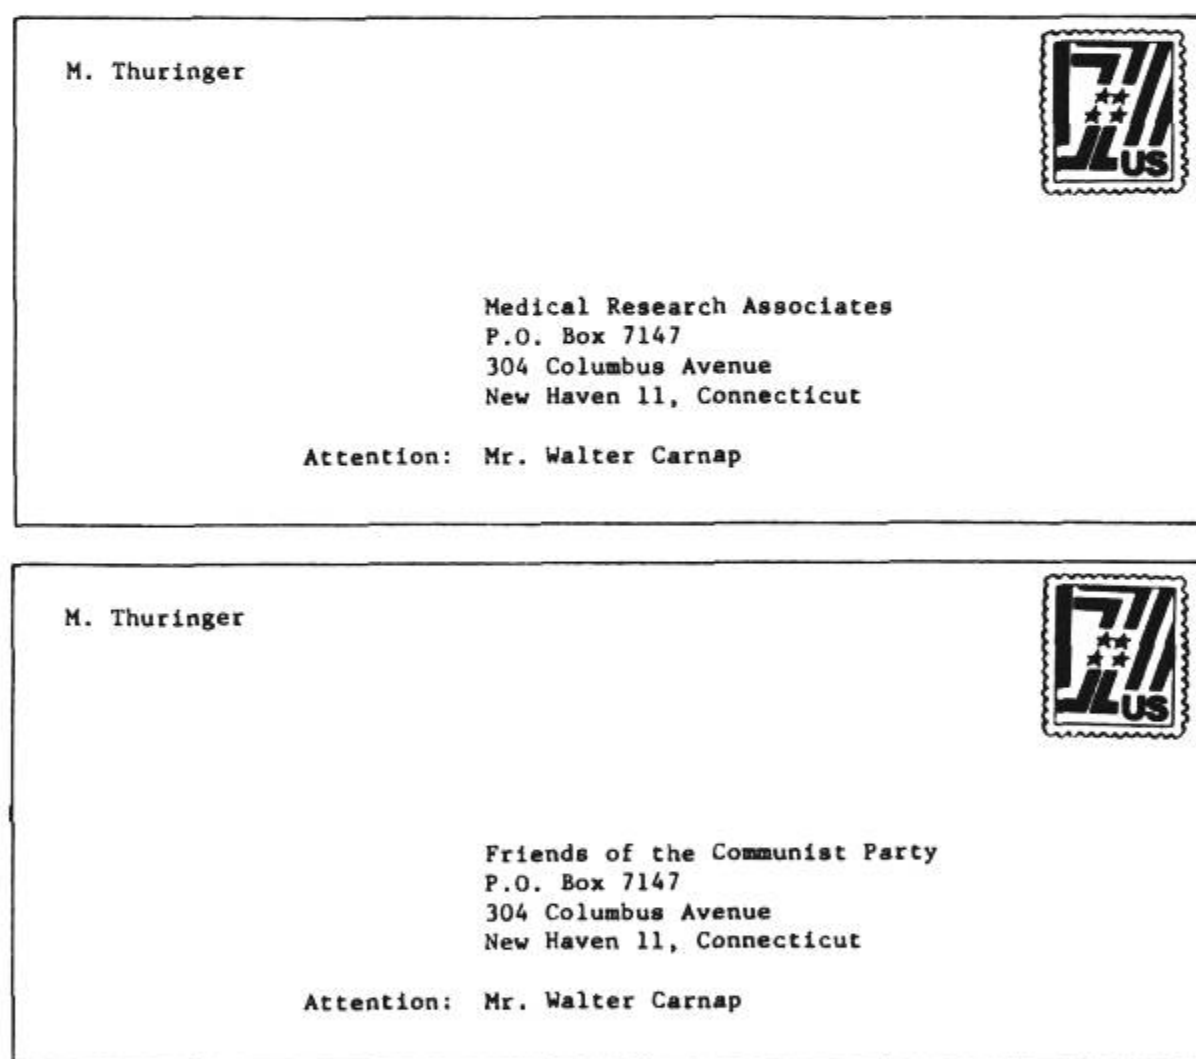 M. Thuringer
US
Medical Research Associates
P.O. Box 7147
304 Columbus Avenue
New Haven 11, Connecticut
Attention: Mr. Walter Carnap
M. Thuringer
US
Friends of the Communist Party
P.O. Box 7147
304 Columbus Avenue
New Haven 11, Connecticut
Attention: Mr. Walter Carnap